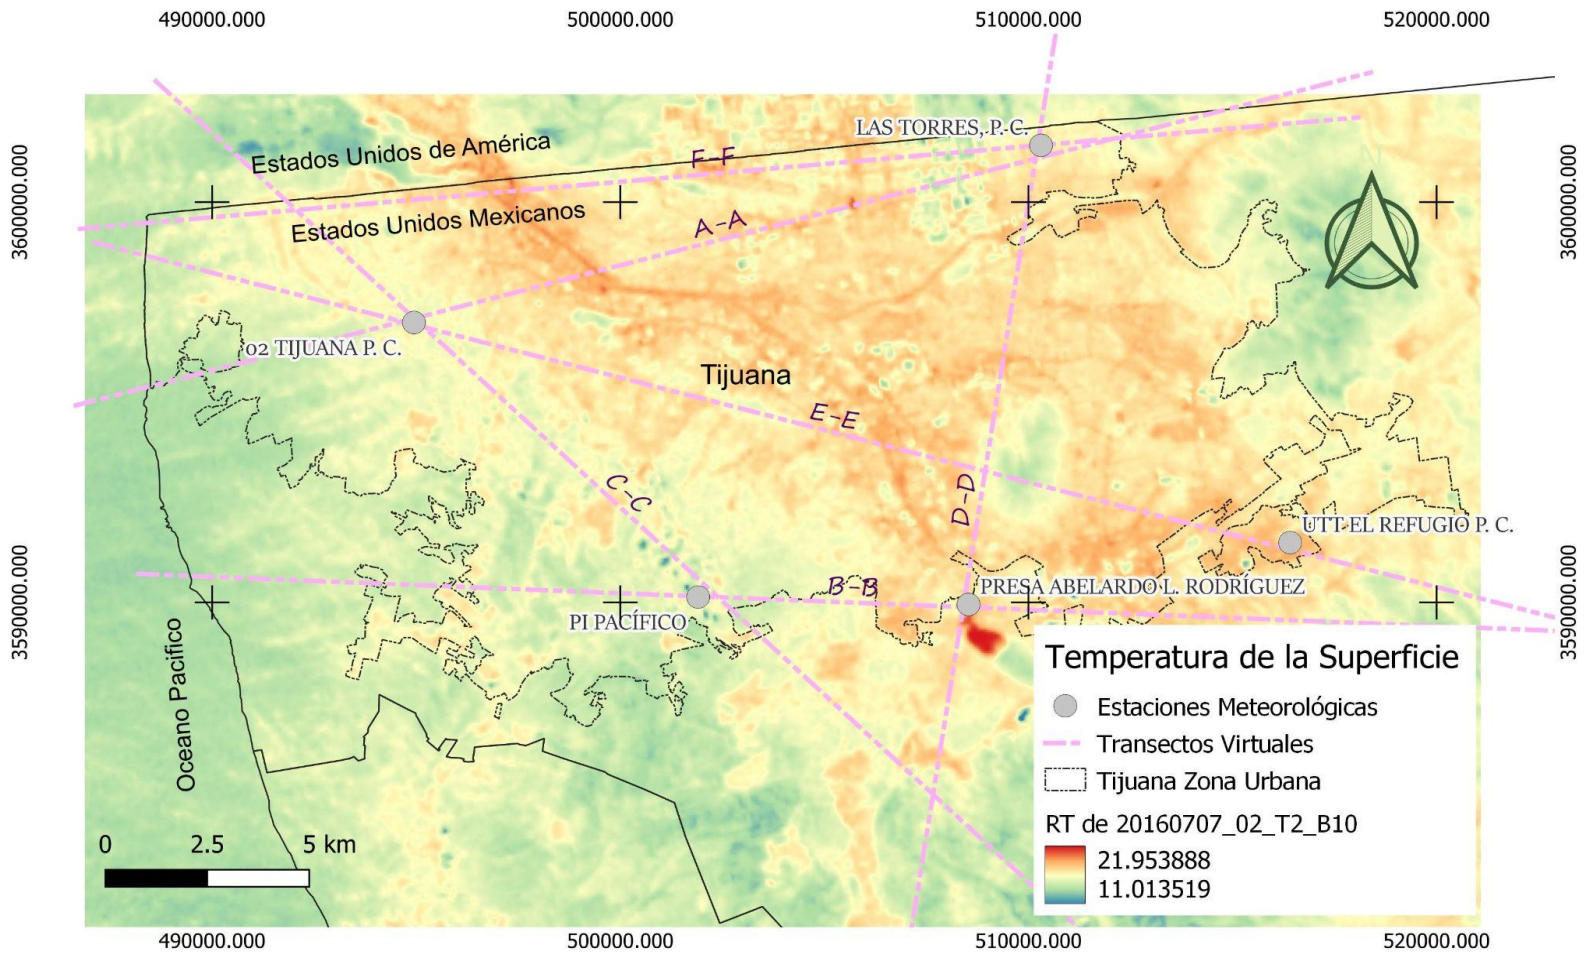 490000.000 500000.000 510000.000 520000.000
LAS TORRES, P. C.
Estados Unidos de América
F-F
3600000.000
3600000.000
A-A
Estados Unidos Mexicanos
02 TIJUANA P. C.
Tijuana
E-E
C-C
D-D
UTT-EL REFUGIO P. C.
B-B
PRESA ABELARDO L. RODRÍGUEZ
3590000.000
3590000.000
PI PACÍFICO
Oceano Pacifico
Temperatura de la Superficie
Estaciones Meteorológicas
Transectos Virtuales
Tijuana Zona Urbana
RT de 20160707_02_T2_B10
21.953888
11.013519
0 2.5 5 km
490000.000 500000.000 510000.000 520000.000